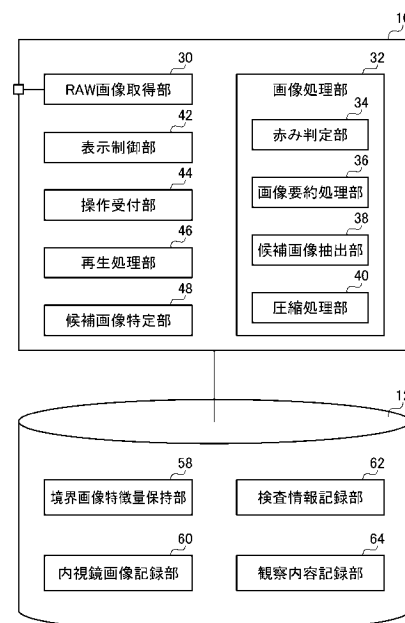 16
30
RAW画像取得部
42
表示制御部
44
操作受付部
46
再生処理部
48
候補画像特定部
32
画像処理部
34
赤み判定部
36
画像要約処理部
38
候補画像抽出部
40
圧縮処理部
12
58
境界画像特徴量保持部
62
検査情報記録部
60
内視鏡画像記録部
64
観察内容記録部